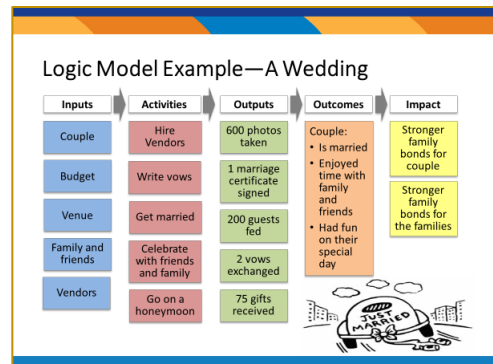 Logic Model Example—A Wedding
Inputs
Activities
Outputs
Outcomes
Impact
Couple
Budget
Venue
Family and
friends
Vendors
Hire
Vendors
Write vows
Get married
Celebrate
with friends
and family
Go on a
honeymoon
600 photos
taken
1 marriage
certificate
signed
200 guests
fed
2 vows
exchanged
75 gifts
received
Couple:
• Is married
• Enjoyed
time with
family
and
friends
• Had fun
on their
special
day
Stronger
family
bonds for
couple
Stronger
family
bonds for
the families
JUST
MARRIED